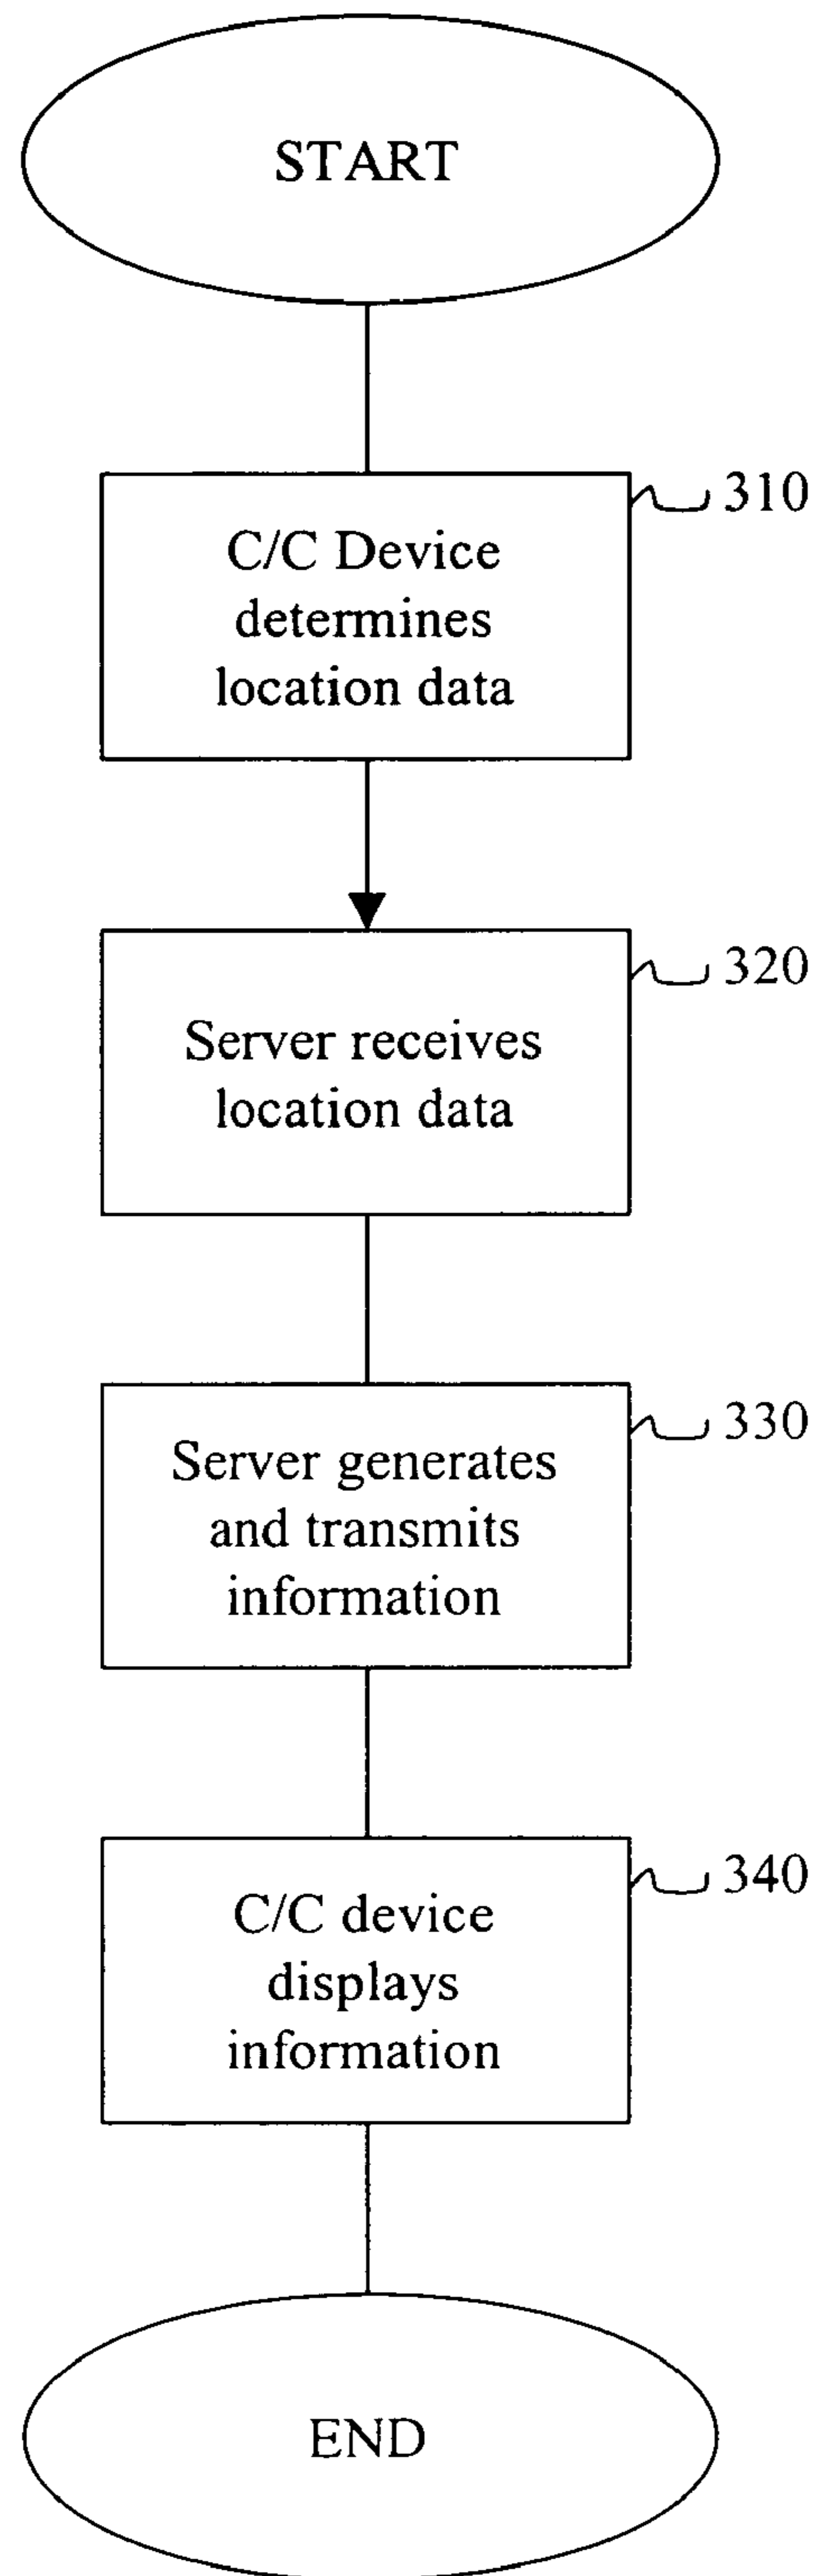 START
310
C/C Device
determines
location data
320
Server receives
location data
330
Server generates
and transmits
information
340
C/C device
displays
information
END